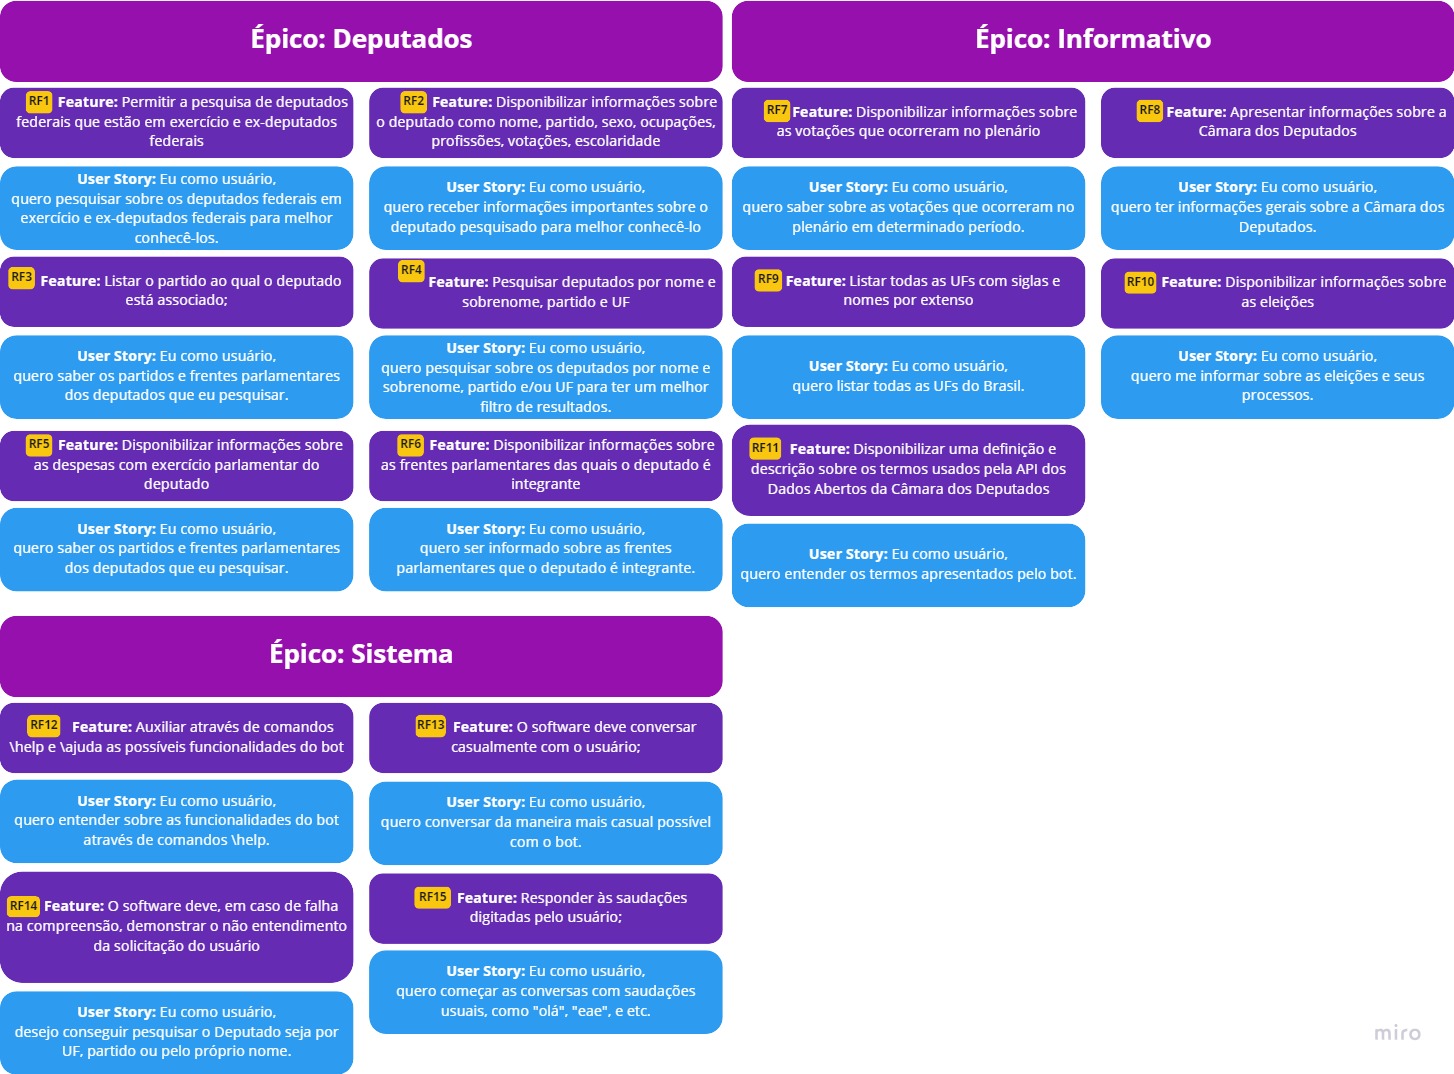 Épico: Deputados
RF1 Feature: Permitir a pesquisa de deputados
federais que estão em exercício e ex-deputados
federais
RF2 Feature: Disponibilizar informações sobre
o deputado como nome, partido, sexo, ocupações,
profissões, votações, escolaridade
User Story: Eu como usuário,
quero pesquisar sobre os deputados federais em
exercício e ex-deputados federais para melhor
conhecê-los.
User Story: Eu como usuário,
quero receber informações importantes sobre o
deputado pesquisado para melhor conhecê-lo
RF3 Feature: Listar o partido ao qual o deputado
está associado;
RF4 Feature: Pesquisar deputados por nome e
sobrenome, partido e UF
User Story: Eu como usuário,
quero saber os partidos e frentes parlamentares
dos deputados que eu pesquisar.
User Story: Eu como usuário,
quero pesquisar sobre os deputados por nome e
sobrenome, partido e/ou UF para ter um melhor
filtro de resultados.
RF5 Feature: Disponibilizar informações sobre
as despesas com exercício parlamentar do
deputado
RF6 Feature: Disponibilizar informações sobre
as frentes parlamentares das quais o deputado é
integrante
User Story: Eu como usuário,
quero saber os partidos e frentes parlamentares
dos deputados que eu pesquisar.
User Story: Eu como usuário,
quero ser informado sobre as frentes
parlamentares que o deputado é integrante.
Épico: Informativo
RF7 Feature: Disponibilizar informações sobre
as votações que ocorreram no plenário
RF8 Feature: Apresentar informações sobre a
Câmara dos Deputados
User Story: Eu como usuário,
quero saber sobre as votações que ocorreram no
plenário em determinado período.
User Story: Eu como usuário,
quero ter informações gerais sobre a Câmara dos
Deputados.
RF9 Feature: Listar todas as UFs com siglas e
nomes por extenso
RF10 Feature: Disponibilizar informações sobre
as eleições
User Story: Eu como usuário,
quero listar todas as UFs do Brasil.
User Story: Eu como usuário,
quero me informar sobre as eleições e seus
processos.
RF11 Feature: Disponibilizar uma definição e
descrição sobre os termos usados pela API dos
Dados Abertos da Câmara dos Deputados
User Story: Eu como usuário,
quero entender os termos apresentados pelo bot.
Épico: Sistema
RF12 Feature: Auxiliar através de comandos
\help e \ajuda as possíveis funcionalidades do bot
RF13 Feature: O software deve conversar
casualmente com o usuário;
User Story: Eu como usuário,
quero entender sobre as funcionalidades do bot
através de comandos \help.
User Story: Eu como usuário,
quero conversar da maneira mais casual possível
com o bot.
RF14 Feature: O software deve, em caso de falha
na compreensão, demonstrar o não entendimento
da solicitação do usuário
RF15 Feature: Responder às saudações
digitadas pelo usuário;
User Story: Eu como usuário,
desejo conseguir pesquisar o Deputado seja por
UF, partido ou pelo próprio nome.
User Story: Eu como usuário,
quero começar as conversas com saudações
usuais, como "olá", "eae", e etc.
miro